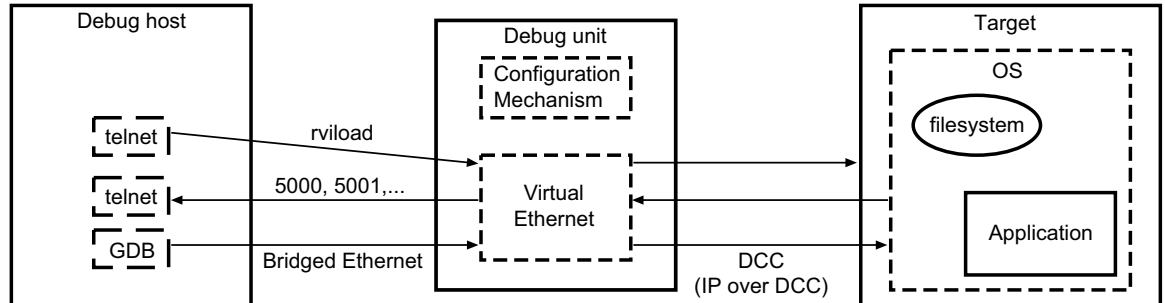 Debug host
Debug unit
Target
Configuration
Mechanism
OS
filesystem
telnet
rviload
telnet
5000, 5001,...
Virtual
Ethernet
GDB
Bridged Ethernet
DCC
(IP over DCC)
Application